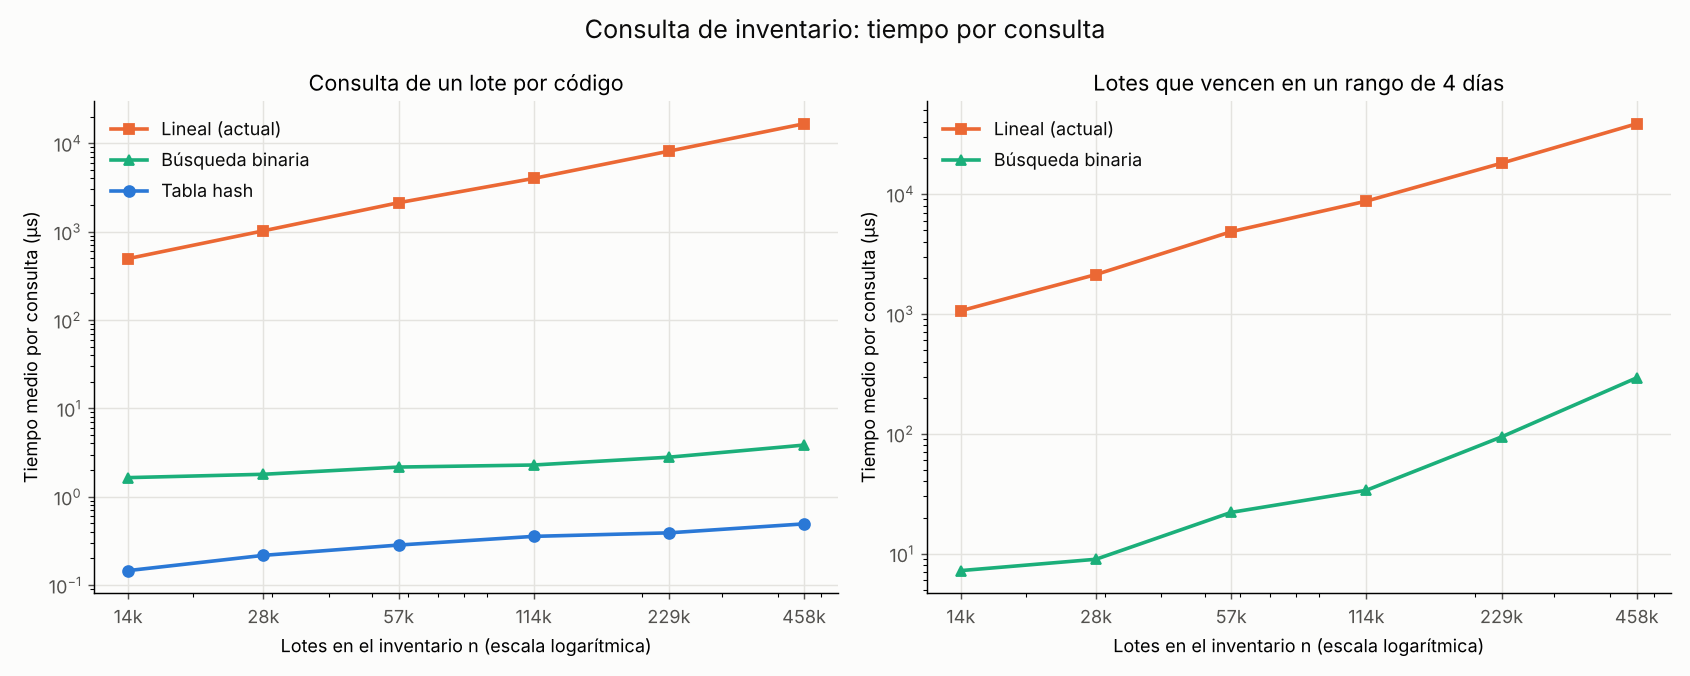 Consulta de inventario: tiempo por consulta
Consulta de un lote por código
Lineal (actual)
Búsqueda binaria
Tabla hash
Tiempo medio por consulta (µs)
10⁴
10³
10²
10¹
10⁰
10⁻¹
14k 28k 57k 114k 229k 458k
Lotes en el inventario n (escala logarítmica)
Lotes que vencen en un rango de 4 días
Lineal (actual)
Búsqueda binaria
Tiempo medio por consulta (µs)
10⁴
10³
10²
10¹
14k 28k 57k 114k 229k 458k
Lotes en el inventario n (escala logarítmica)